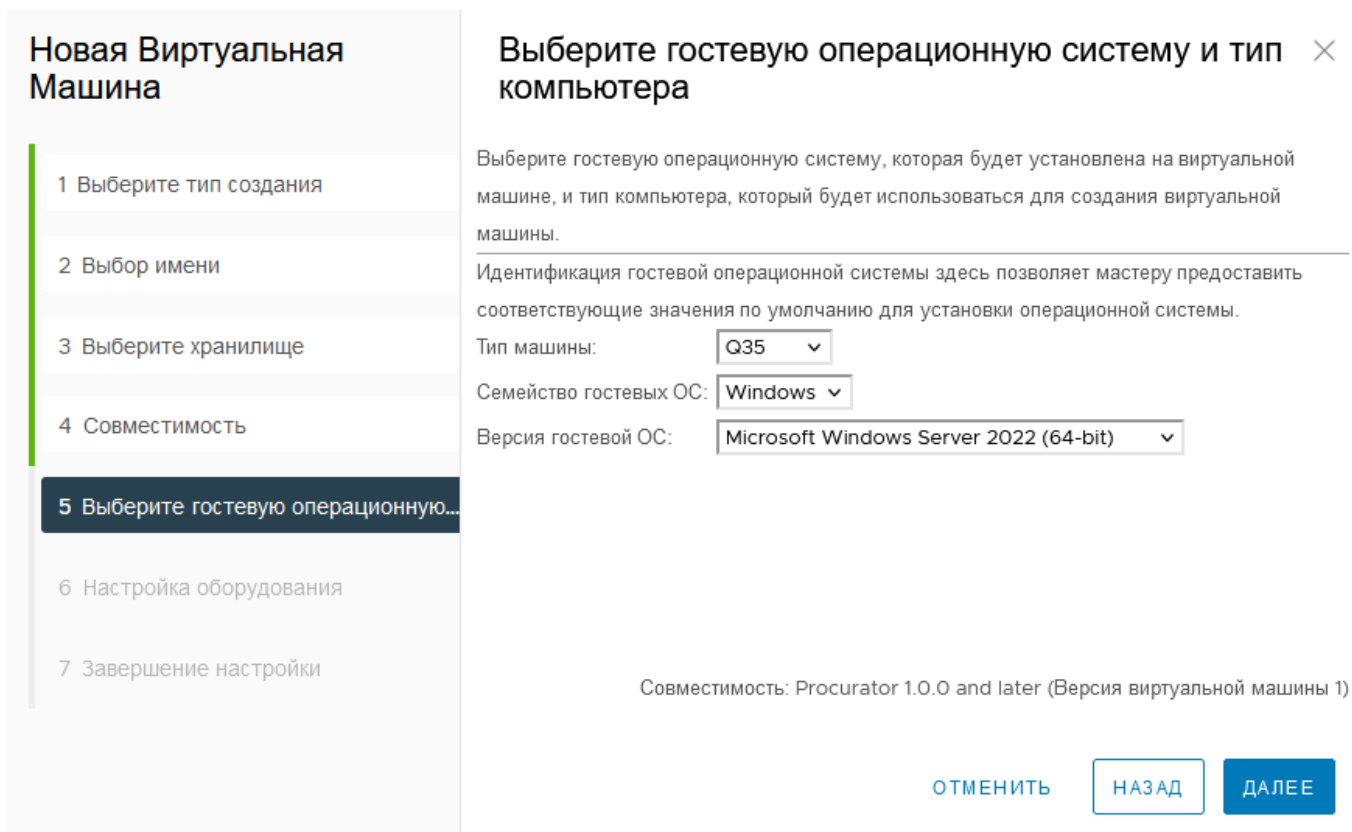 Новая Виртуальная
Машина
1 Выберите тип создания
2 Выбор имени
3 Выберите хранилище
4 Совместимость
5 Выберите гостевую операционную...
6 Настройка оборудования
7 Завершение настройки
Выберите гостевую операционную систему и тип
компьютера
Выберите гостевую операционную систему, которая будет установлена на виртуальной
машине, и тип компьютера, который будет использоваться для создания виртуальной
машины.
Идентификация гостевой операционной системы здесь позволяет мастеру предоставить
соответствующие значения по умолчанию для установки операционной системы.
Тип машины: Q35
Семейство гостевых ОС: Windows
Версия гостевой ОС: Microsoft Windows Server 2022 (64-bit)
Совместимость: Procurator 1.0.0 and later (Версия виртуальной машины 1)
ОТМЕНИТЬ НАЗАД ДАЛЕЕ